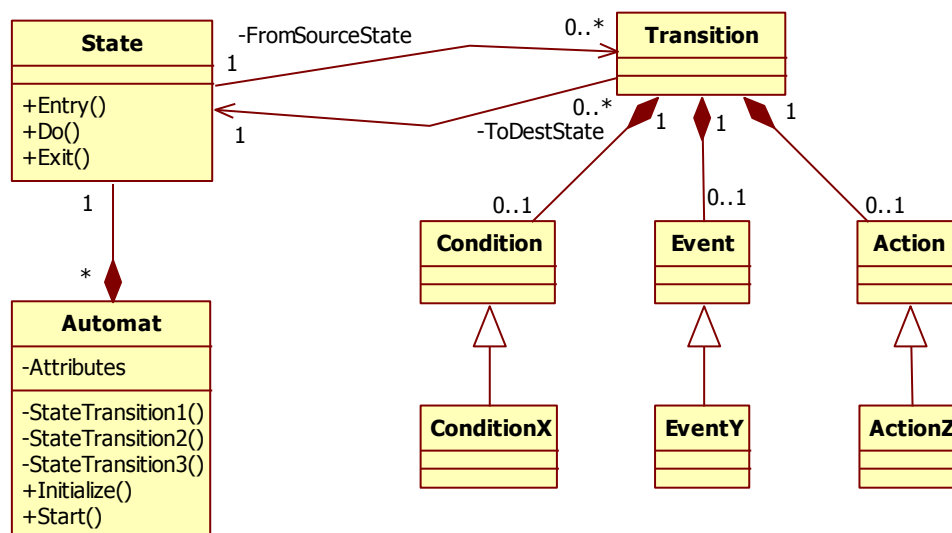 State
+Entry()
+Do()
+Exit()
-FromSourceState
1
0..*
Transition
0..*
-ToDestState
1
1
1
1
0..1
0..1
0..1
Condition
Event
Action
1
*
Automat
-Attributes
-StateTransition1()
-StateTransition2()
-StateTransition3()
+Initialize()
+Start()
ConditionX
EventY
ActionZ